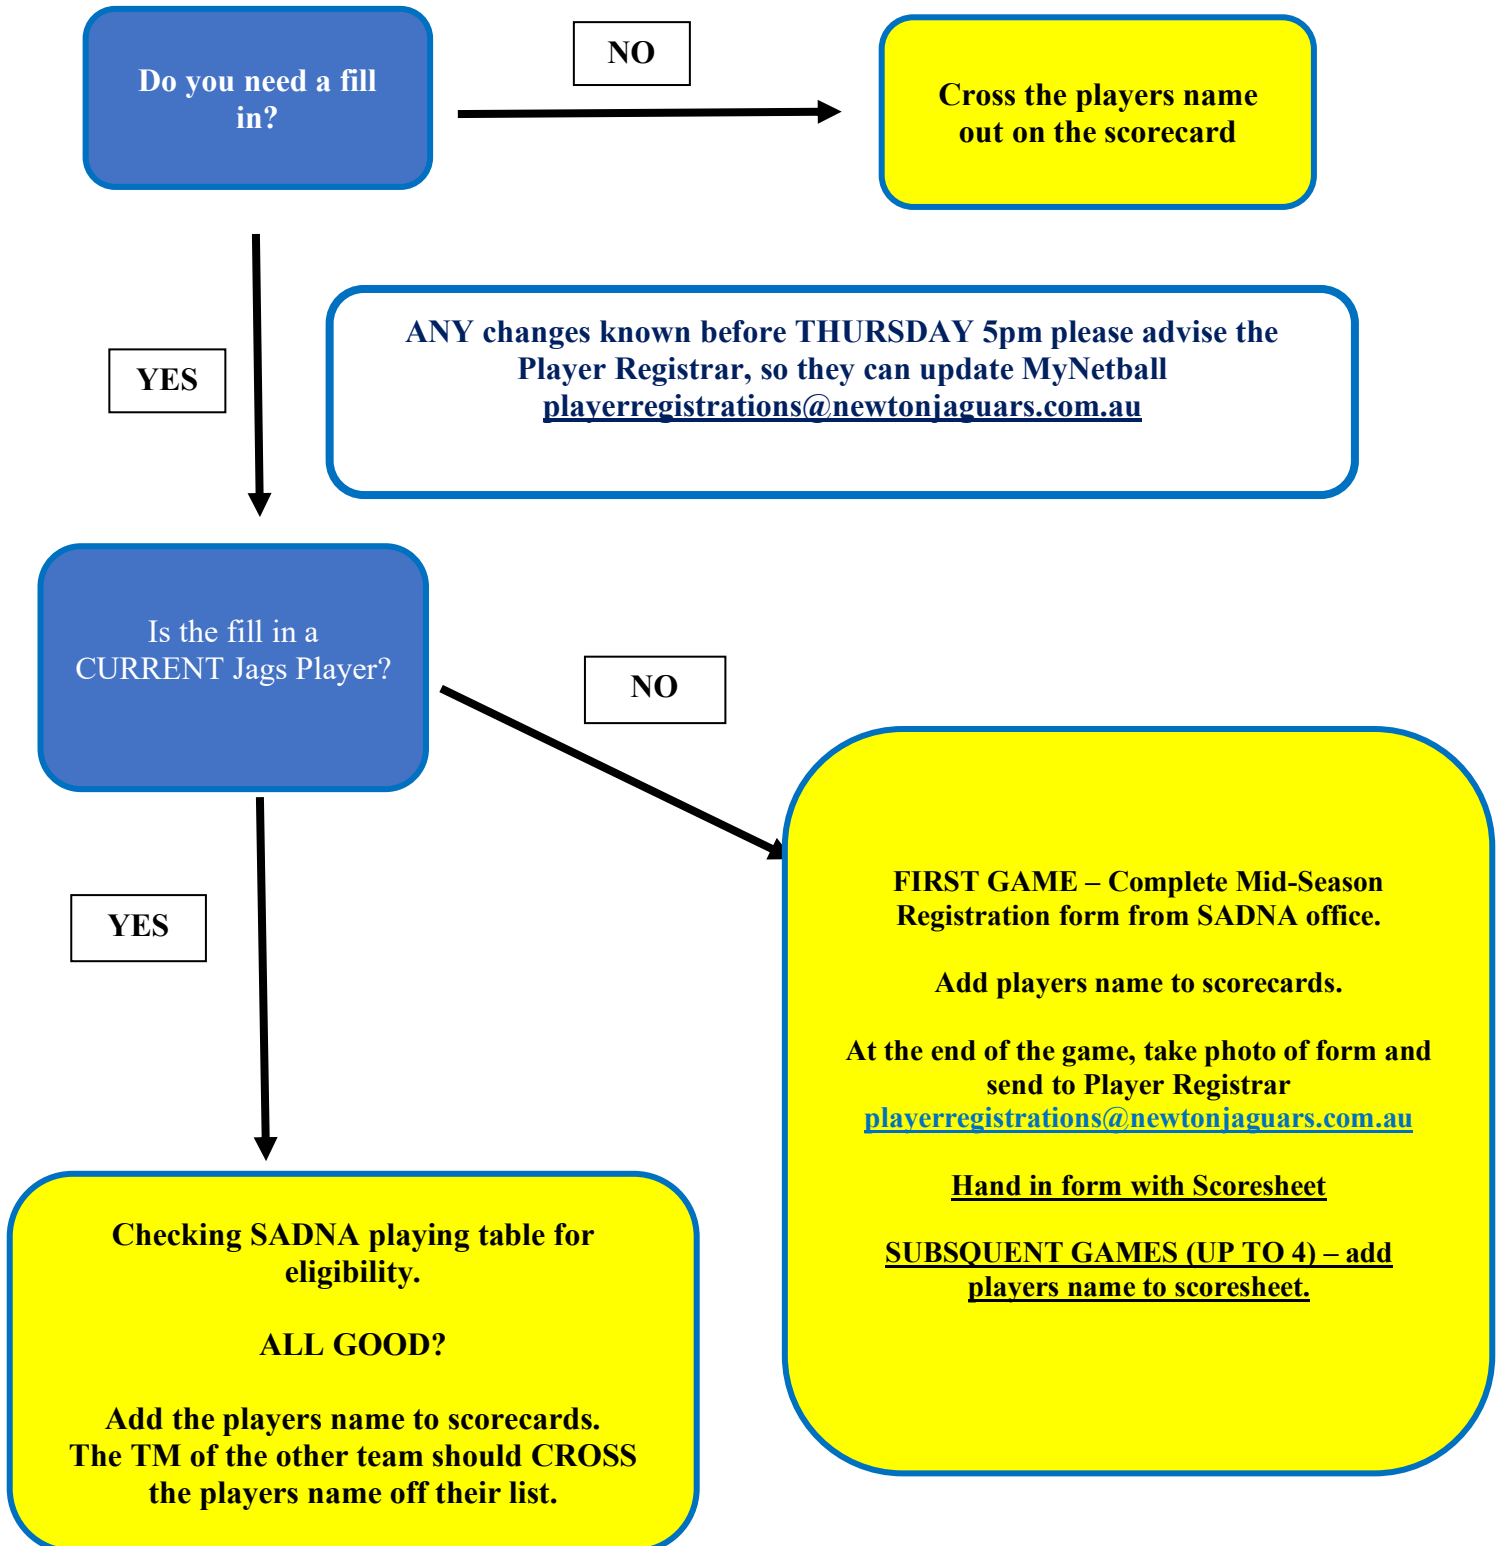 Do you need a fill
in?
NO
Cross the players name
out on the scorecard
ANY changes known before THURSDAY 5pm please advise the
Player Registrar, so they can update MyNetball
playerregistrations@newtonjaguars.com.au
YES
Is the fill in a
CURRENT Jags Player?
NO
YES
FIRST GAME – Complete Mid-Season
Registration form from SADNA office.
Add players name to scorecards.
At the end of the game, take photo of form and
send to Player Registrar
playerregistrations@newtonjaguars.com.au
Hand in form with Scoresheet
SUBSQUENT GAMES (UP TO 4) – add
players name to scoresheet.
Checking SADNA playing table for
eligibility.
ALL GOOD?
Add the players name to scorecards.
The TM of the other team should CROSS
the players name off their list.